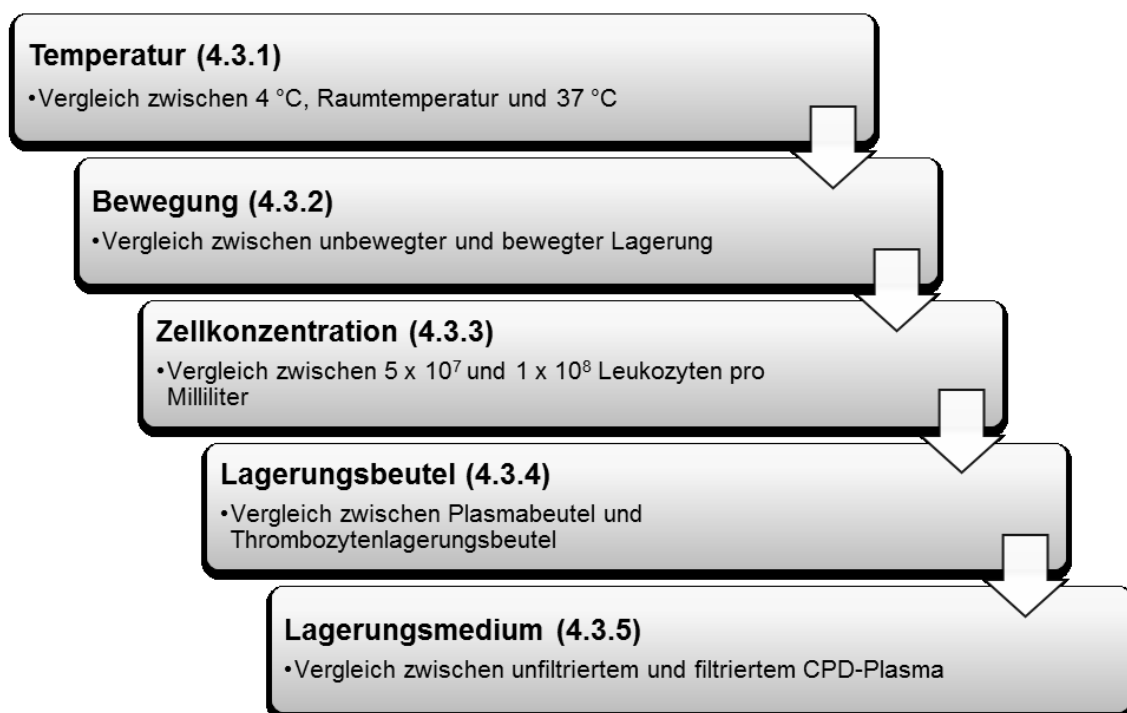 Temperatur (4.3.1)
•Vergleich zwischen 4 °C, Raumtemperatur und 37 °C
Bewegung (4.3.2)
•Vergleich zwischen unbewegter und bewegter Lagerung
Zellkonzentration (4.3.3)
•Vergleich zwischen 5 x 10⁷ und 1 x 10⁸ Leukozyten pro
Milliliter
Lagerungsbeutel (4.3.4)
•Vergleich zwischen Plasmabeutel und
Thrombozytenlagerungsbeutel
Lagerungsmedium (4.3.5)
•Vergleich zwischen unfiltriertem und filtriertem CPD-Plasma